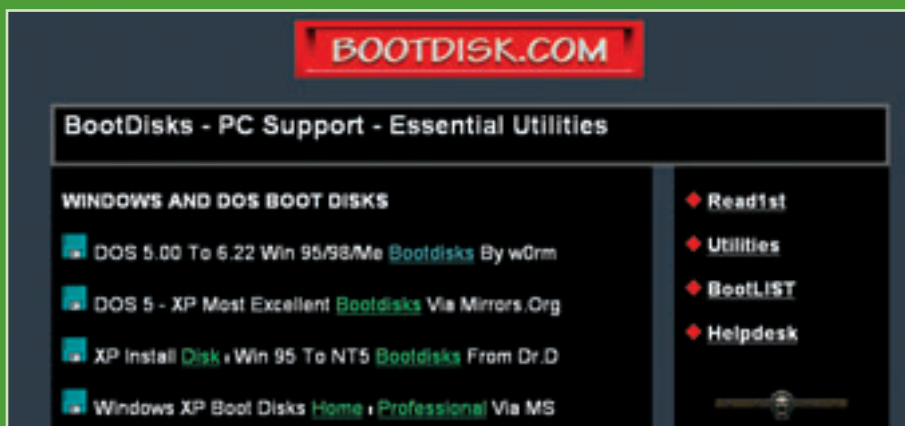 BOOTDISK.COM
BootDisks - PC Support - Essential Utilities
WINDOWS AND DOS BOOT DISKS
DOS 5.00 To 6.22 Win 95/98/Me Bootdisks By w0rm
DOS 5 - XP Most Excellent Bootdisks Via Mirrors.Org
XP Install Disk ı Win 95 To NT5 Bootdisks From Dr.D
Windows XP Boot Disks Home ı Professional Via MS
Read1st
Utilities
BootLIST
Helpdesk